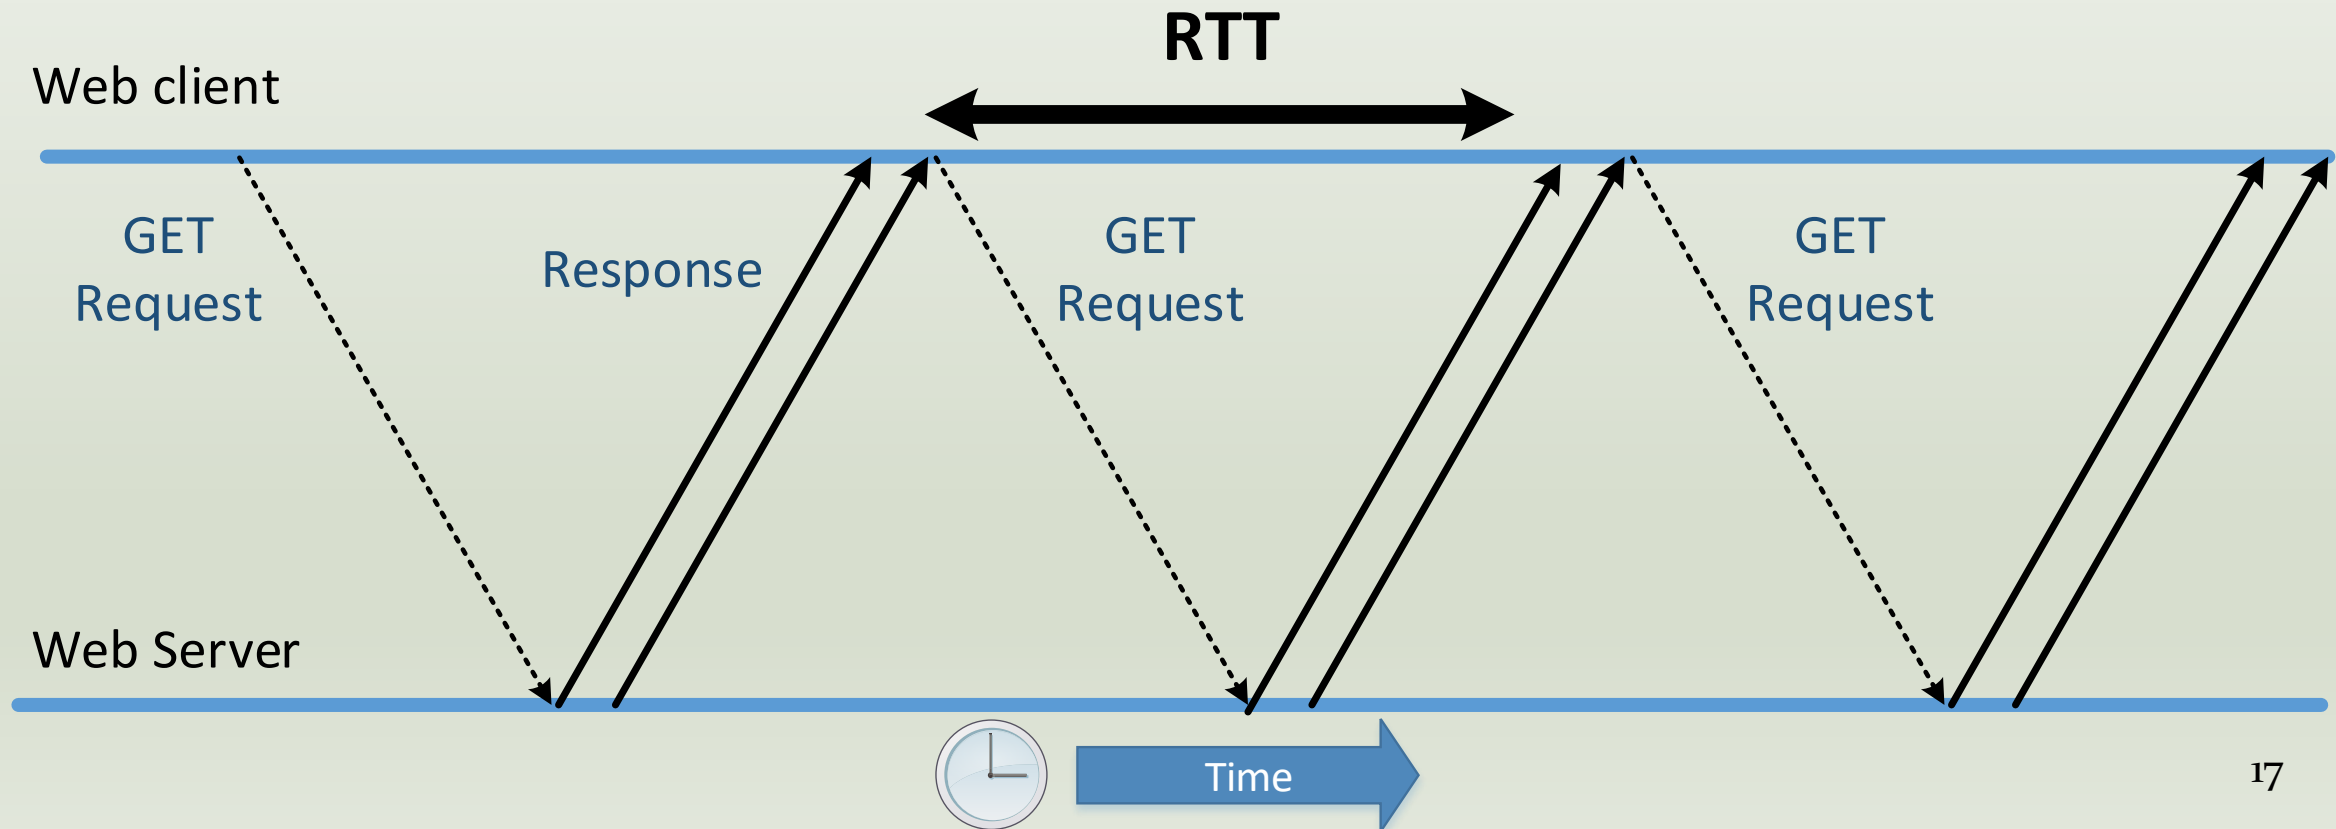 RTT
Web client
GET
Request
Response
GET
Request
GET
Request
Web Server
Time
17